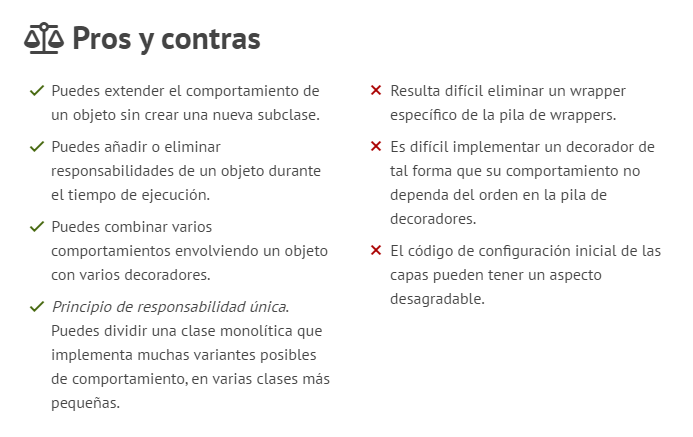 Pros y contras
Puedes extender el comportamiento de
un objeto sin crear una nueva subclase.
Puedes añadir o eliminar
responsabilidades de un objeto durante
el tiempo de ejecución.
Puedes combinar varios
comportamientos envolviendo un objeto
con varios decoradores.
Principio de responsabilidad única.
Puedes dividir una clase monolítica que
implementa muchas variantes posibles
de comportamiento, en varias clases más
pequeñas.
Resulta difícil eliminar un wrapper
específico de la pila de wrappers.
Es difícil implementar un decorador de
tal forma que su comportamiento no
dependa del orden en la pila de
decoradores.
El código de configuración inicial de las
capas pueden tener un aspecto
desagradable.